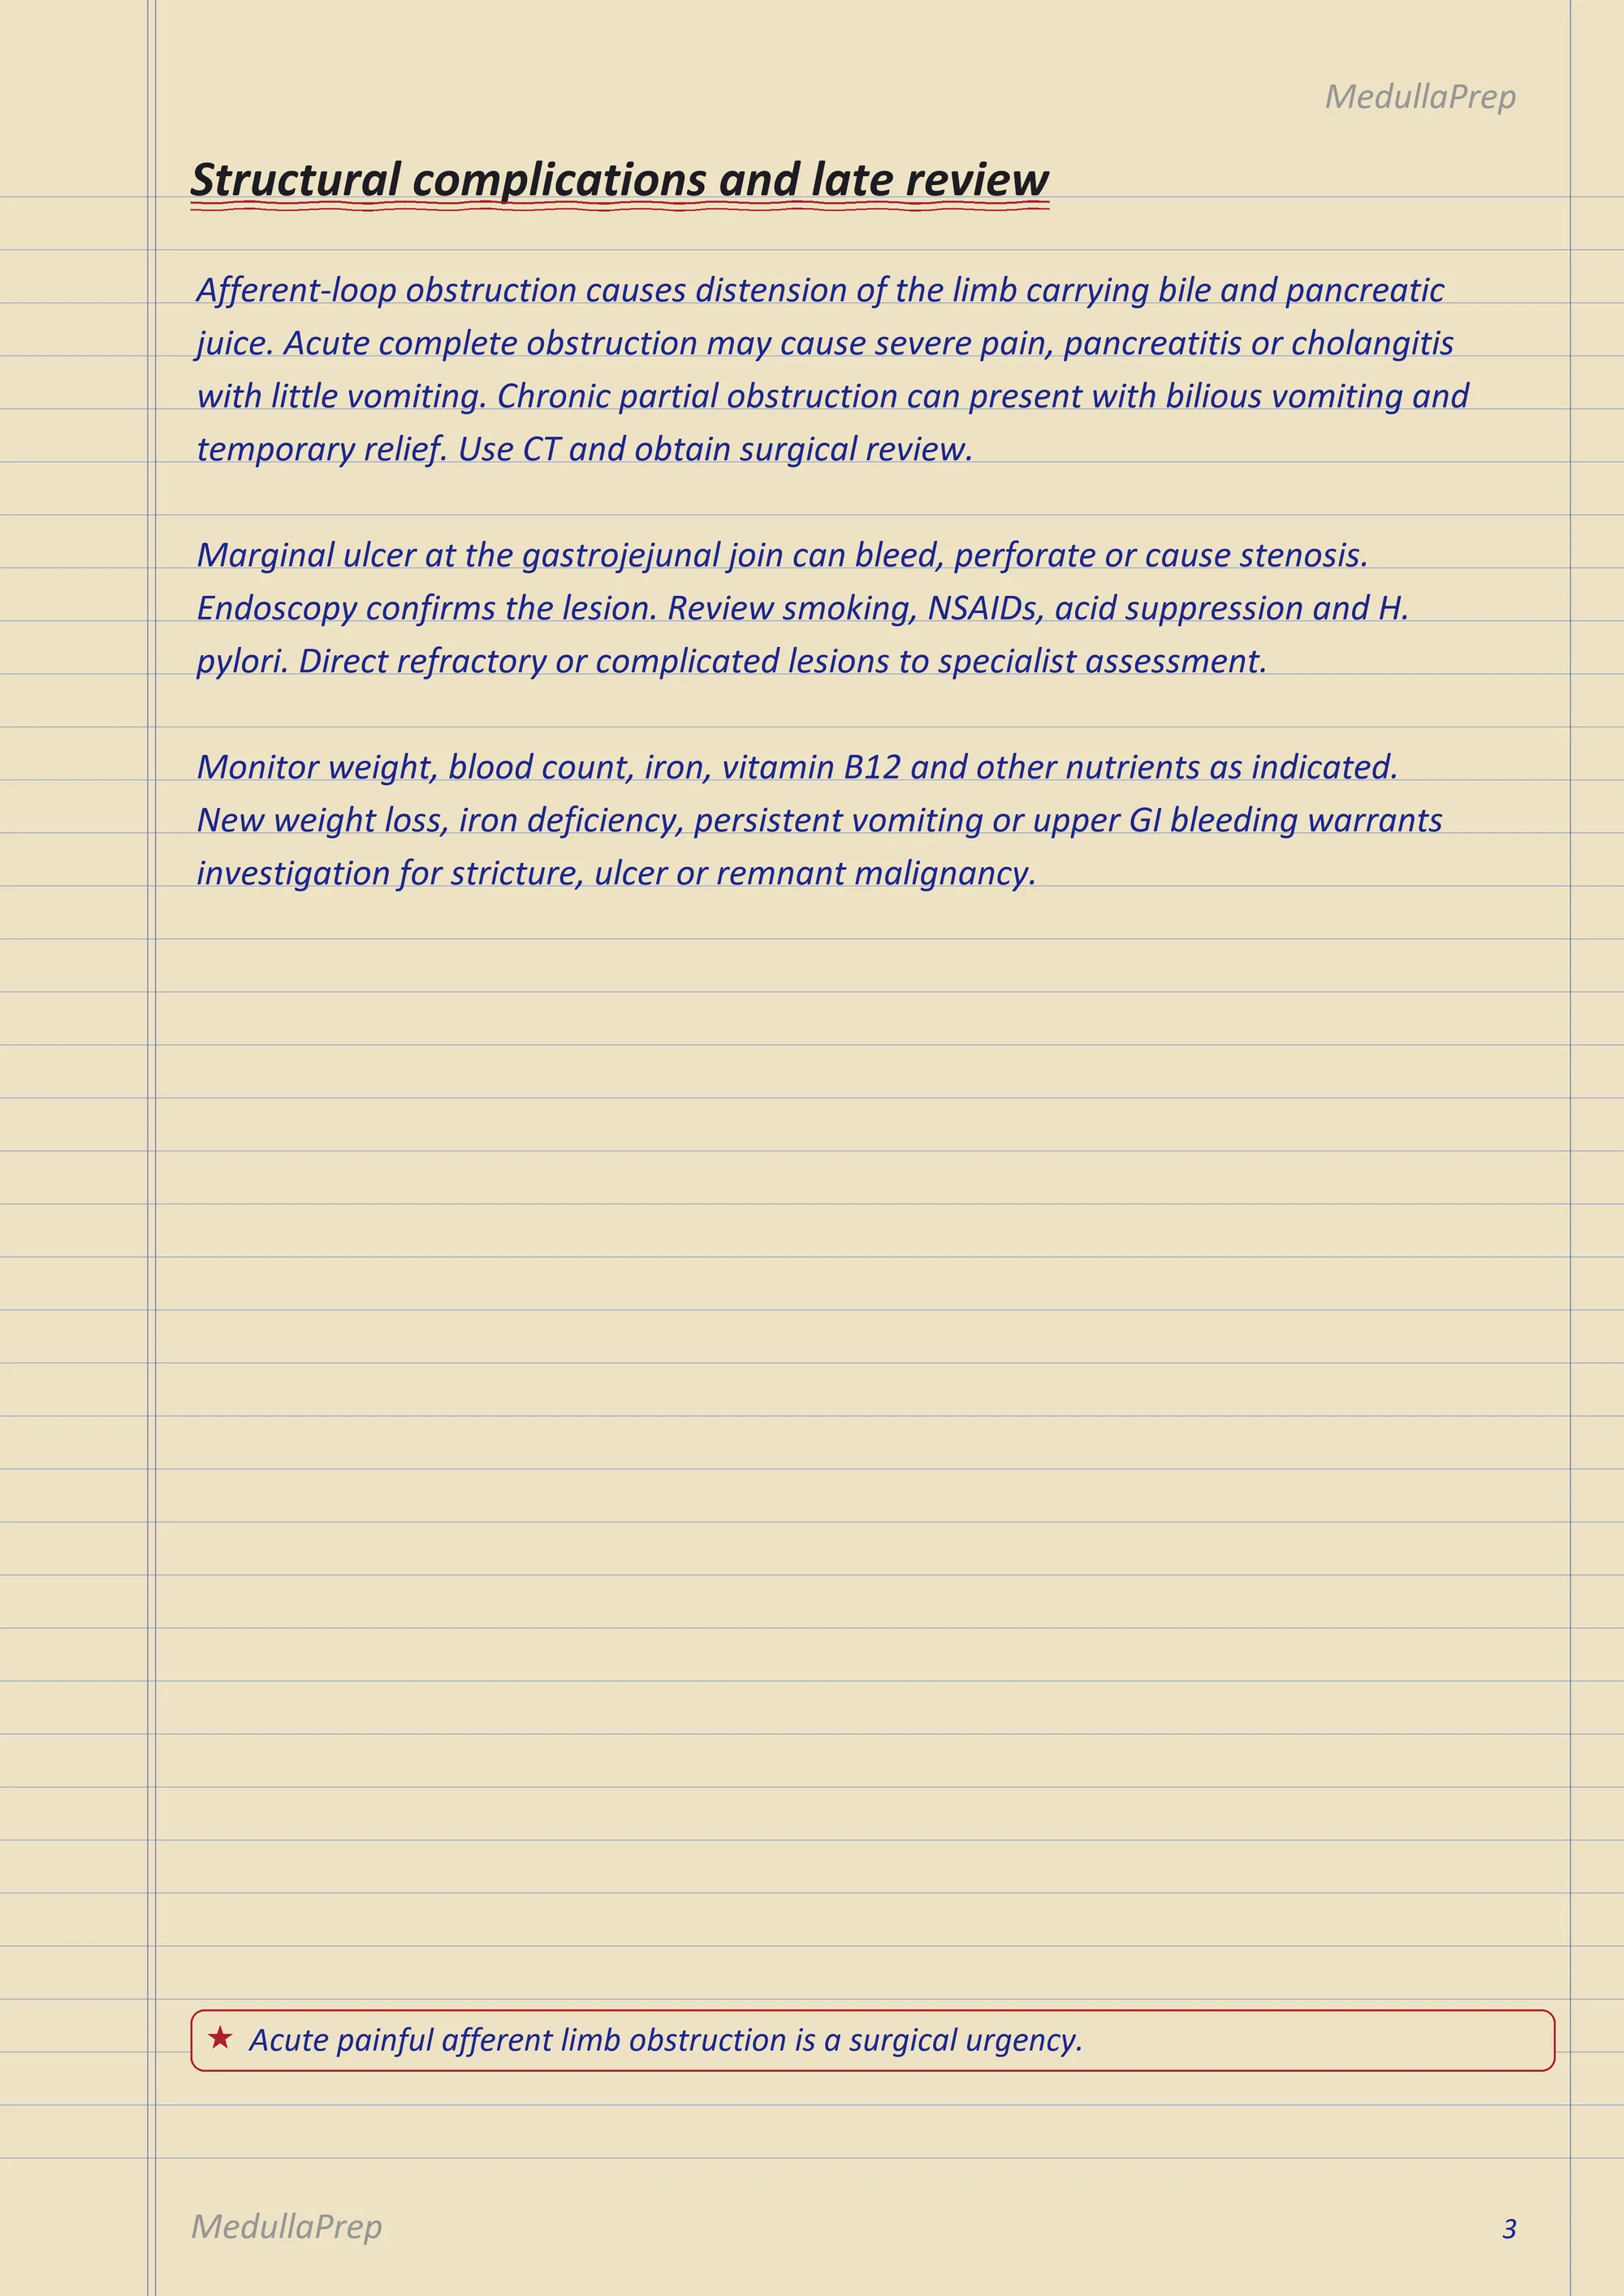 MedullaPrep
Structural complications and late review
Afferent-loop obstruction causes distension of the limb carrying bile and pancreatic
juice. Acute complete obstruction may cause severe pain, pancreatitis or cholangitis
with little vomiting. Chronic partial obstruction can present with bilious vomiting and
temporary relief. Use CT and obtain surgical review.
Marginal ulcer at the gastrojejunal join can bleed, perforate or cause stenosis.
Endoscopy confirms the lesion. Review smoking, NSAIDs, acid suppression and H.
pylori. Direct refractory or complicated lesions to specialist assessment.
Monitor weight, blood count, iron, vitamin B12 and other nutrients as indicated.
New weight loss, iron deficiency, persistent vomiting or upper GI bleeding warrants
investigation for stricture, ulcer or remnant malignancy.
★ Acute painful afferent limb obstruction is a surgical urgency.
MedullaPrep
3